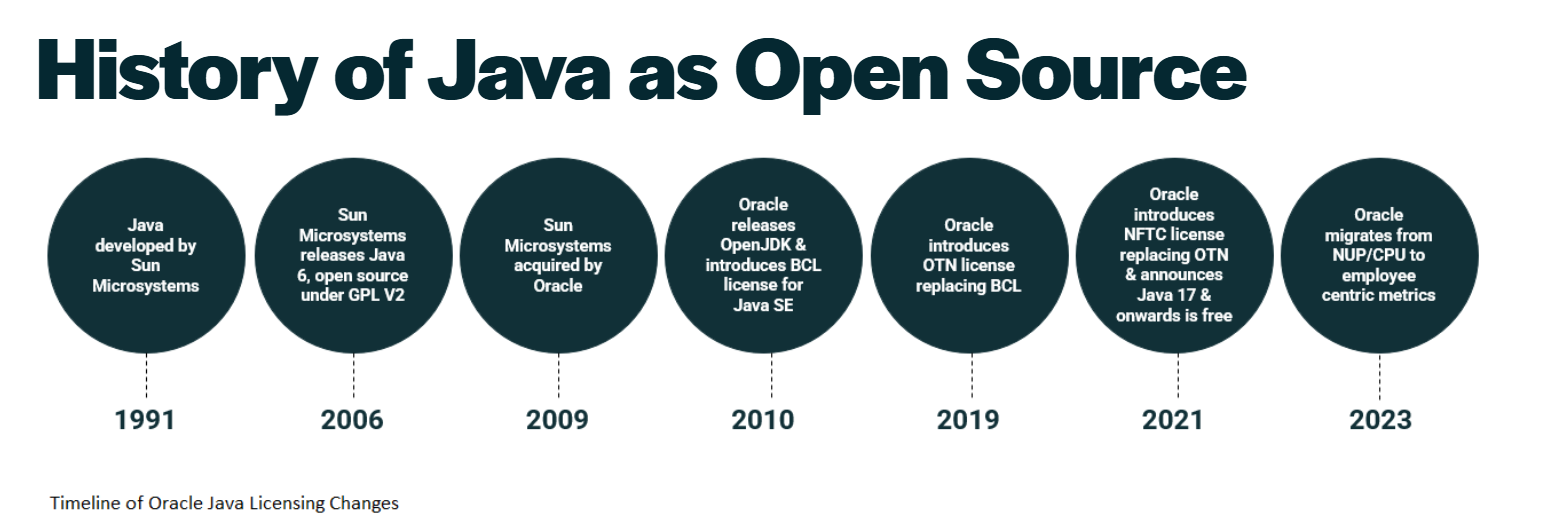 History of Java as Open Source
Java
developed by
Sun
Microsystems
Sun
Microsystems
releases Java
6, open source
under GPL V2
Sun
Microsystems
acquired by
Oracle
Oracle
releases
OpenJDK &
introduces BCL
license for
Java SE
Oracle
introduces
OTN license
replacing BCL
Oracle
introduces
NFTC license
replacing OTN
& announces
Java 17 &
onwards is free
Oracle
migrates from
NUP/CPU to
employee
centric metrics
1991
2006
2009
2010
2019
2021
2023
Timeline of Oracle Java Licensing Changes